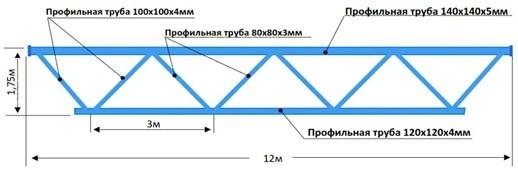 Профильная труба 100х100х4мм
Профильная труба 140х140х5мм
Профильная труба 80х80х3мм
1,75м
3м
Профильная труба 120х120х4мм
12м